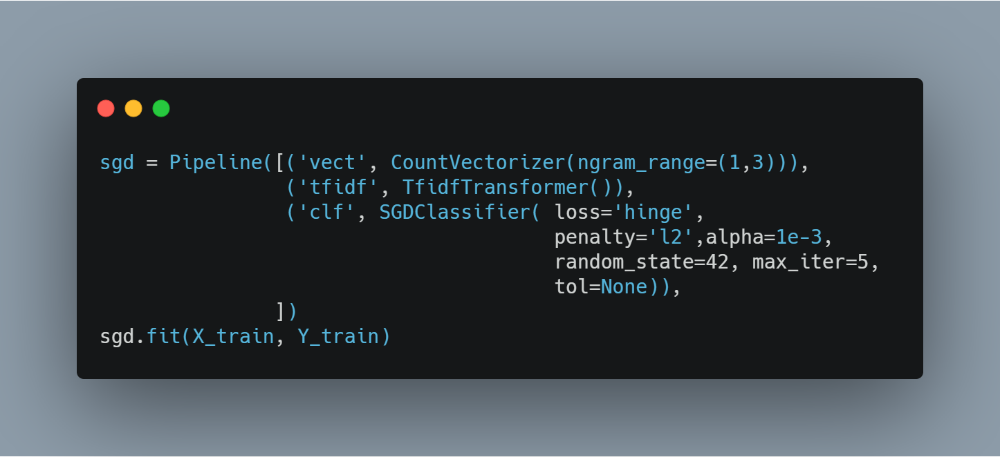 sgd = Pipeline([('vect', CountVectorizer(ngram_range=(1,3))),
                ('tfidf', TfidfTransformer()),
                ('clf', SGDClassifier( loss='hinge',
                                       penalty='l2',alpha=1e-3,
                                       random_state=42, max_iter=5,
                                       tol=None)),
               ])
sgd.fit(X_train, Y_train)